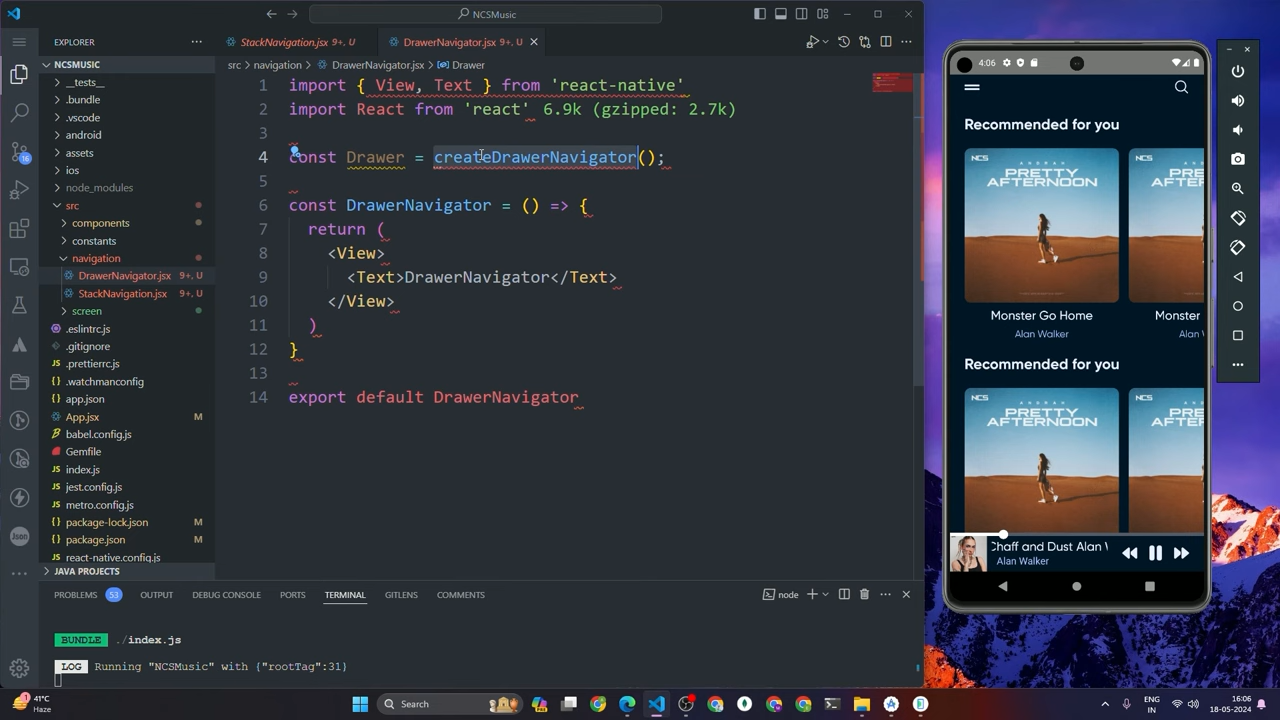 NCSMusic
EXPLORER
StackNavigation.jsx 9+, U
DrawerNavigator.jsx 9+, U
NCSMUSIC
src > navigation > DrawerNavigator.jsx > Drawer
__tests__
.bundle
.vscode
android
assets
ios
node_modules
src
components
constants
navigation
DrawerNavigator.jsx 9+, U
StackNavigation.jsx 9+, U
screen
.eslintrc.js
.gitignore
.prettierrc.js
.watchmanconfig
app.json
App.jsx M
babel.config.js
Gemfile
index.js
jest.config.js
metro.config.js
package-lock.json M
package.json M
react-native.config.js
JAVA PROJECTS
16
Json
1 import { View, Text } from 'react-native'
2 import React from 'react' 6.9k (gzipped: 2.7k)
3
4 const Drawer = createDrawerNavigator();
5
6 const DrawerNavigator = () => {
7 return (
8 <View>
9 <Text>DrawerNavigator</Text>
10 </View>
11 )
12 }
13
14 export default DrawerNavigator
PROBLEMS 53 OUTPUT DEBUG CONSOLE PORTS TERMINAL GITLENS COMMENTS
node
BUNDLE ./index.js
LOG Running "NCSMusic" with {"rootTag":31}
4:06
Recommended for you
NCS
PRETTY
AFTERNOON
NCS
Monster Go Home
Monster
Alan Walker
Alan V
Recommended for you
NCS
PRETTY
AFTERNOON
NCS
Chaff and Dust Alan W
Alan Walker
41°C
Haze
Search
ENG
IN
16:06
18-05-2024